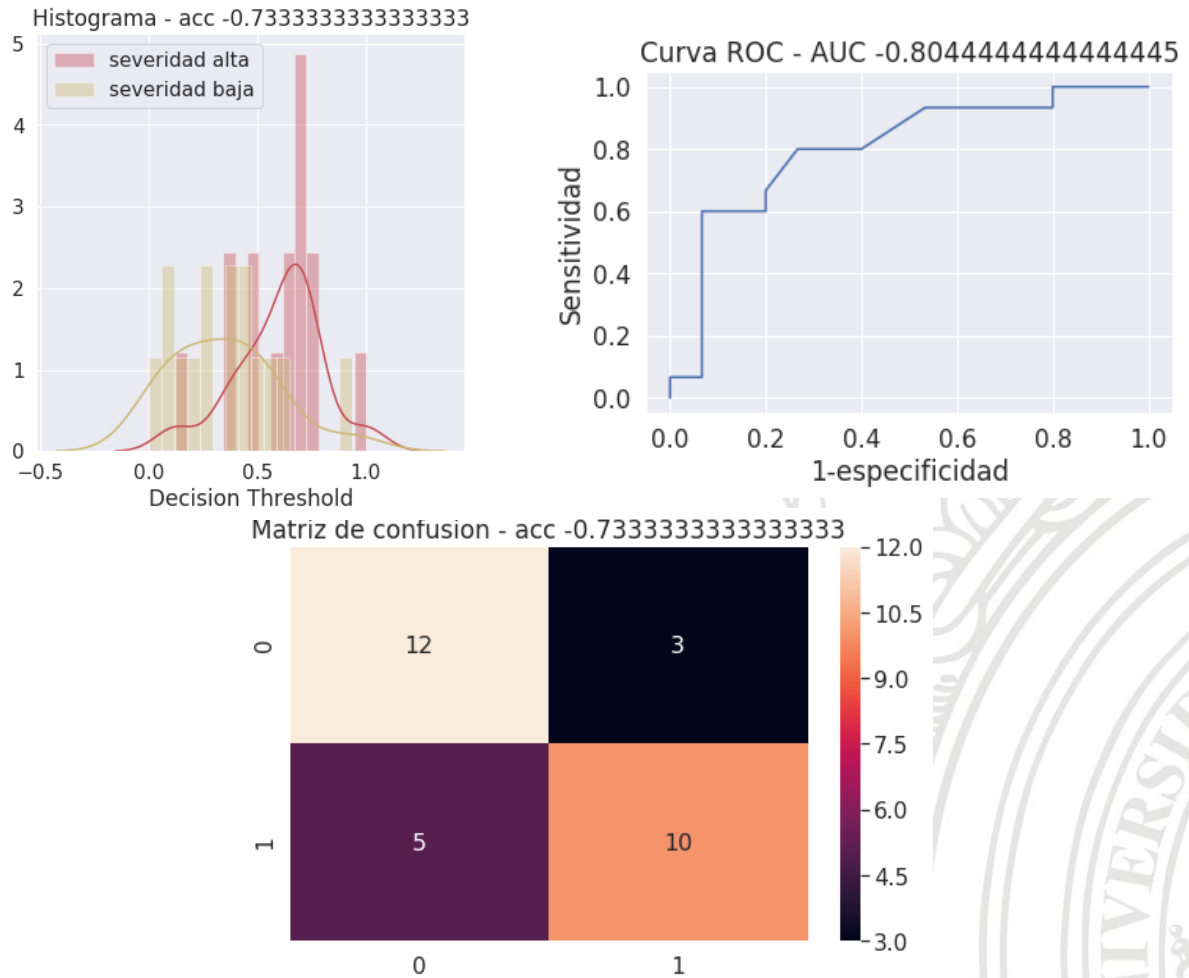 Histograma - acc -0.7333333333333333
5
4
3
2
1
0
severidad alta
severidad baja
−0.5 0.0 0.5 1.0
Decision Threshold
Curva ROC - AUC -0.8044444444444445
1.0
0.8
0.6
0.4
0.2
0.0
Sensitividad
0.0 0.2 0.4 0.6 0.8 1.0
1-especificidad
Matriz de confusion - acc -0.7333333333333333
0
12 3
1
5 10
0 1
12.0
10.5
9.0
7.5
6.0
4.5
3.0